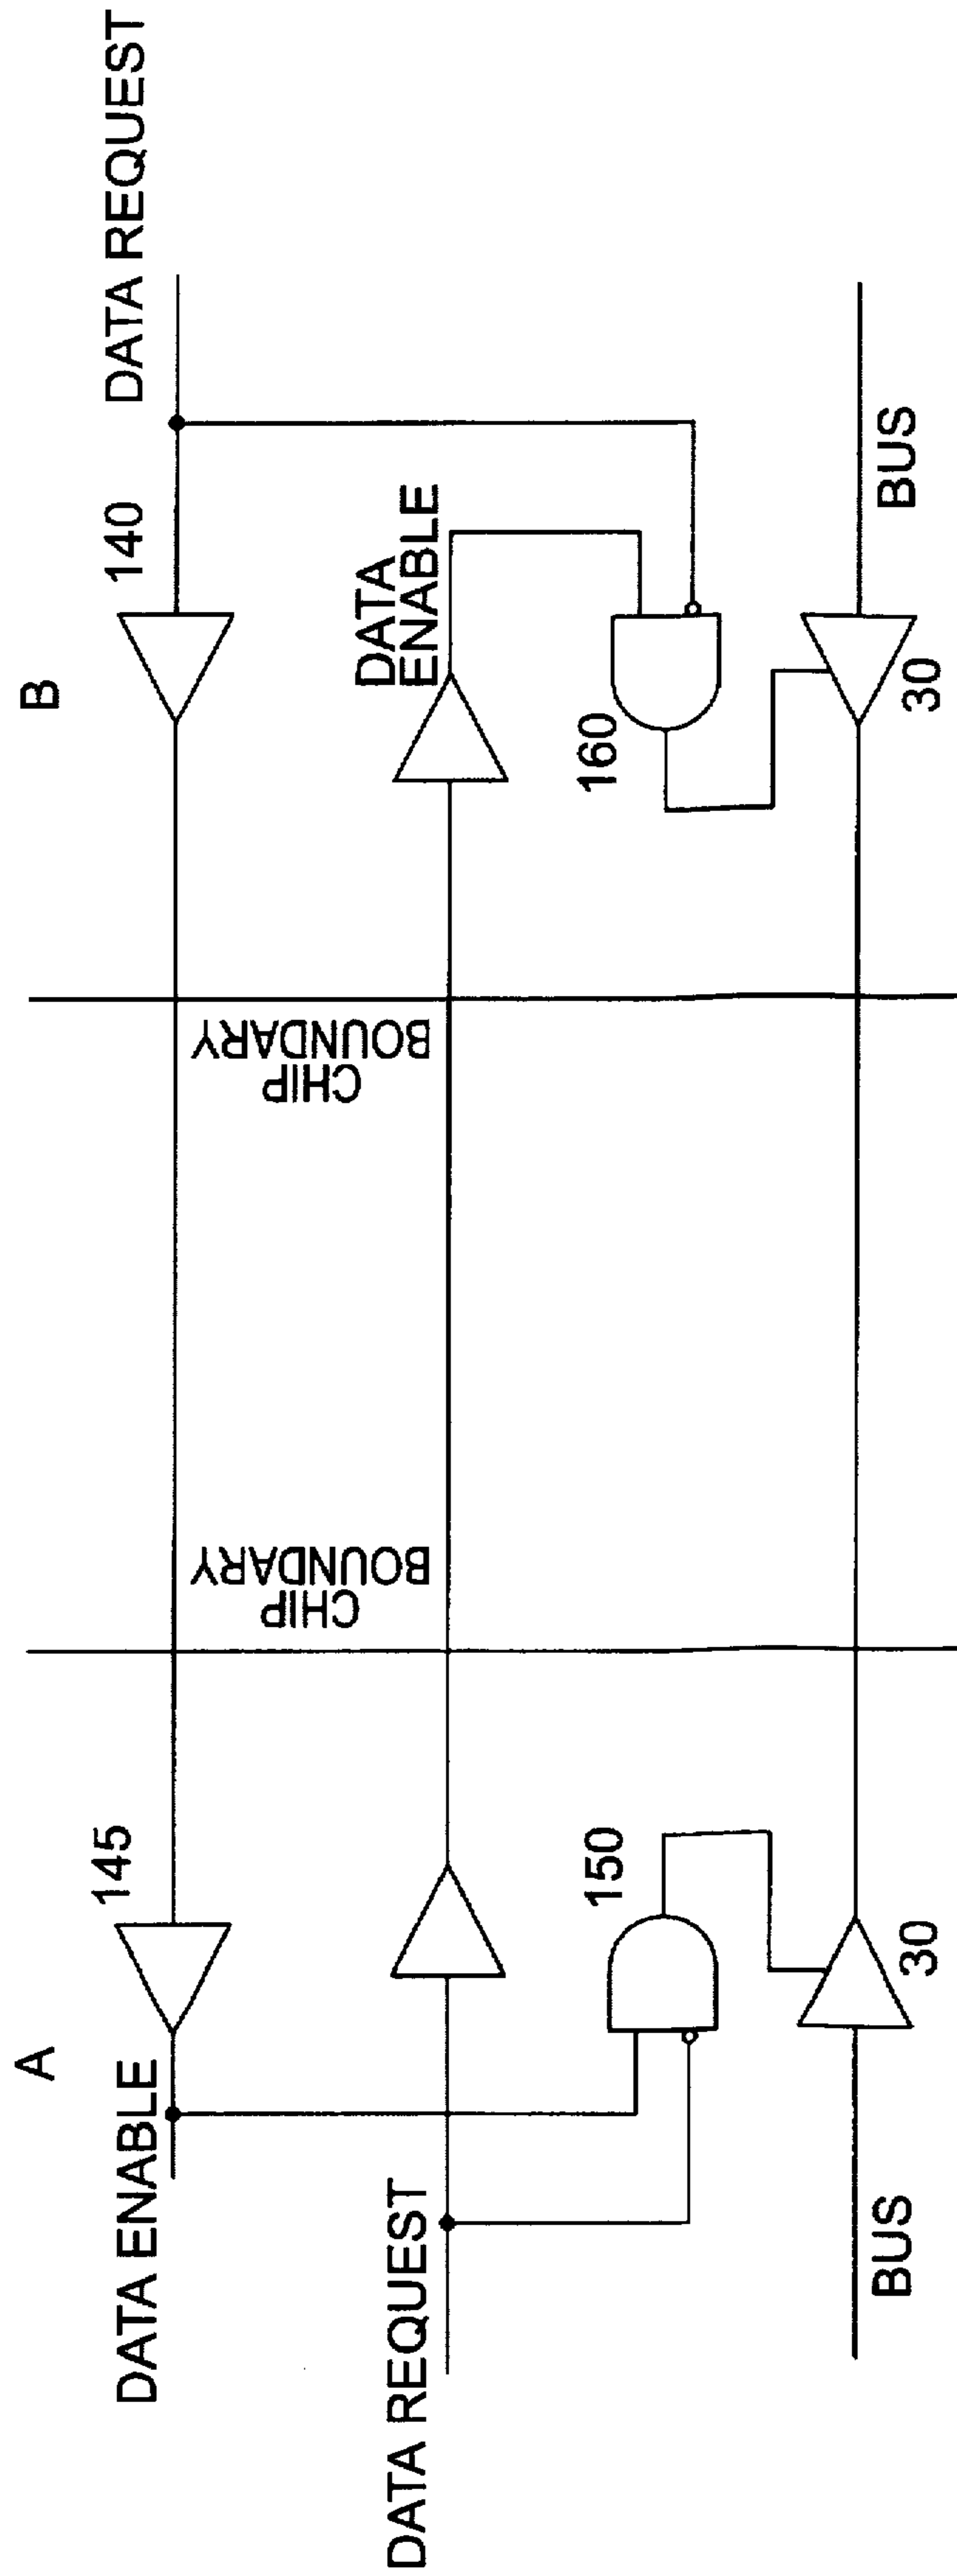 A
B
DATA ENABLE
145
140
DATA REQUEST
CHIP
BOUNDARY
CHIP
BOUNDARY
DATA REQUEST
DATA
ENABLE
150
160
BUS
30
30
BUS